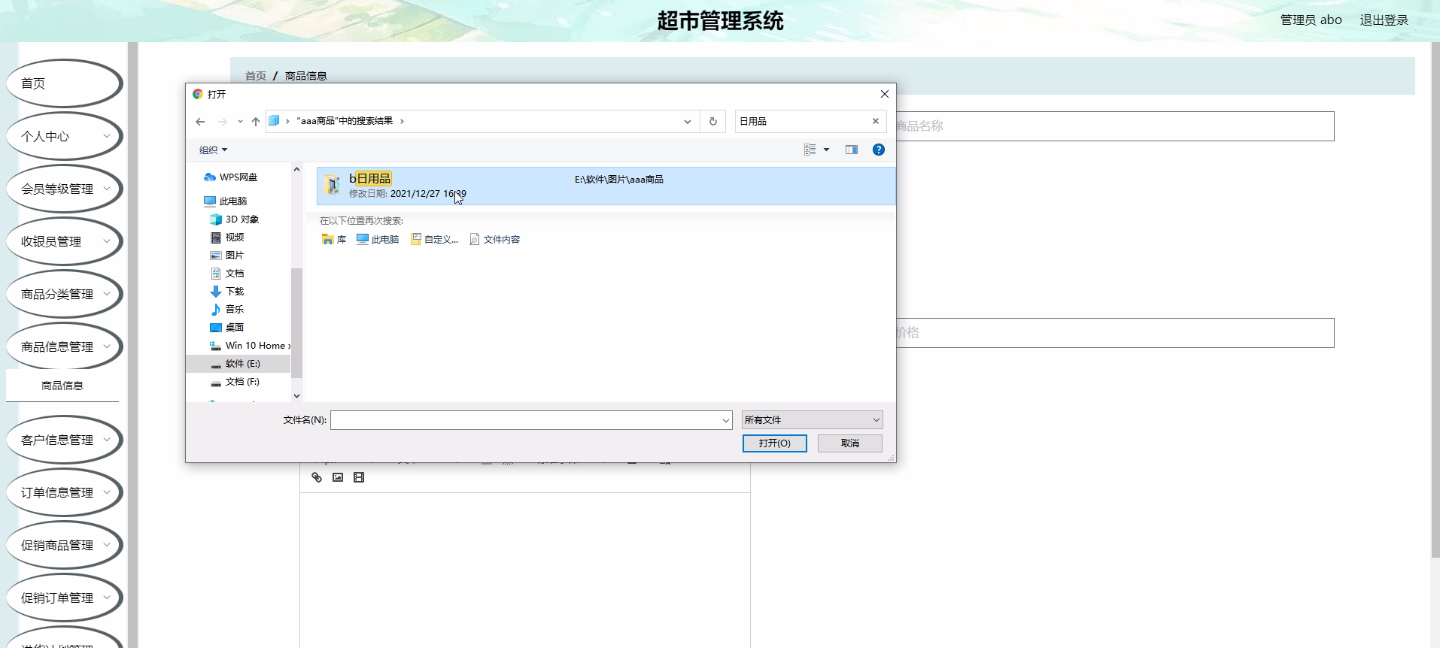 超市管理系统
管理员 abo 退出登录
首页
个人中心
会员等级管理
收银员管理
商品分类管理
商品信息管理
商品信息
客户信息管理
订单信息管理
促销商品管理
促销订单管理
首页 / 商品信息
商品名称
价格
打开
"aaa商品"中的搜索结果
日用品
组织
WPS网盘
此电脑
3D 对象
视频
图片
文档
下载
音乐
桌面
Win 10 Home
软件 (E:)
文档 (F:)
b日用品
E:\软件\图片\aaa商品
修改日期: 2021/12/27 16:39
在以下位置再次搜索:
库 此电脑 自定义... 文件内容
文件名(N):
所有文件
打开(O) 取消